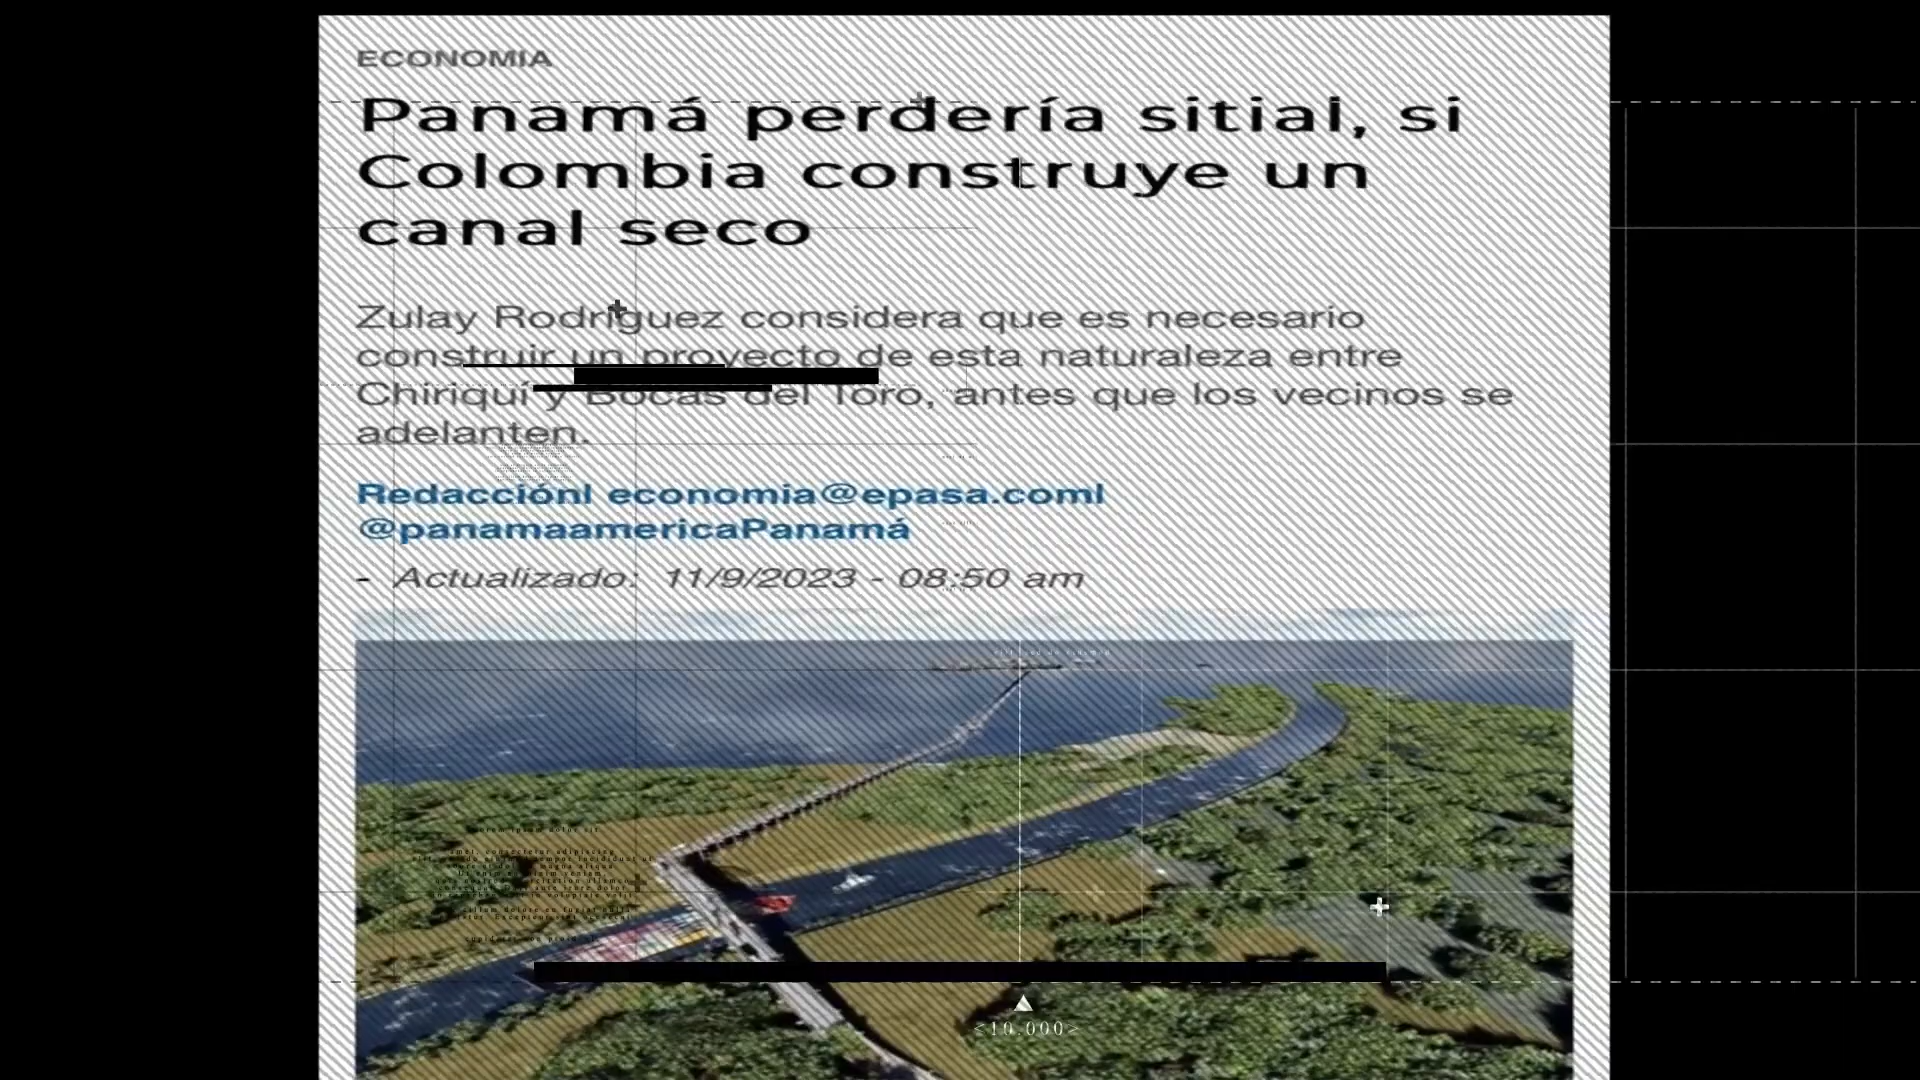 ECONOMIA
Panamá perdería sitial, si
Colombia construye un
canal seco
Zulay Rodríguez considera que es necesario
construir un proyecto de esta naturaleza entre
Chiriquí y Bocas del Toro, antes que los vecinos se
adelanten.
Redacciónl economia@epasa.coml
@panamaamericaPanamá
- Actualizado: 11/9/2023 - 08:50 am
<10.000>